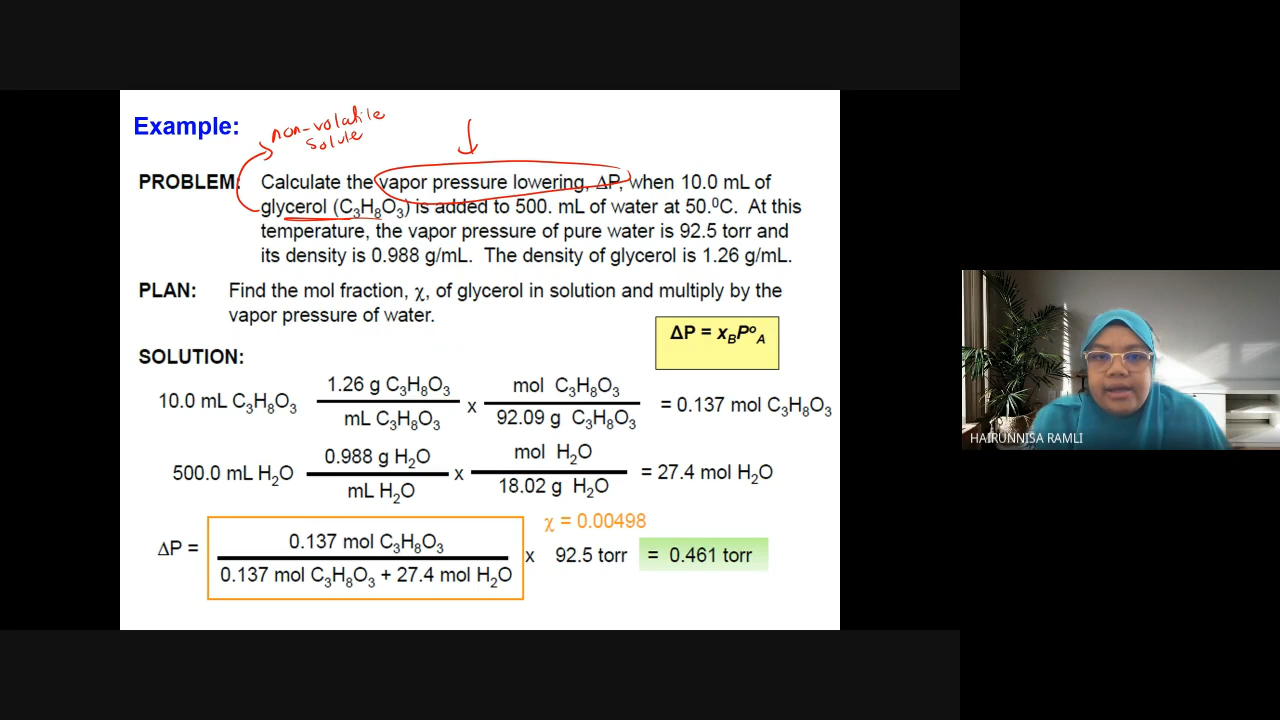 Example:
non-volatile
solute
PROBLEM: Calculate the vapor pressure lowering, ΔP, when 10.0 mL of
glycerol (C₃H₈O₃) is added to 500. mL of water at 50.⁰C. At this
temperature, the vapor pressure of pure water is 92.5 torr and
its density is 0.988 g/mL. The density of glycerol is 1.26 g/mL.
PLAN: Find the mol fraction, χ, of glycerol in solution and multiply by the
vapor pressure of water.
ΔP = x_BP°_A
SOLUTION:
10.0 mL C₃H₈O₃ 1.26 g C₃H₈O₃ x mol C₃H₈O₃ = 0.137 mol C₃H₈O₃
mL C₃H₈O₃ 92.09 g C₃H₈O₃
500.0 mL H₂O 0.988 g H₂O x mol H₂O = 27.4 mol H₂O
mL H₂O 18.02 g H₂O
χ = 0.00498
ΔP = 0.137 mol C₃H₈O₃ x 92.5 torr = 0.461 torr
0.137 mol C₃H₈O₃ + 27.4 mol H₂O
HAIRUNNISA RAMLI